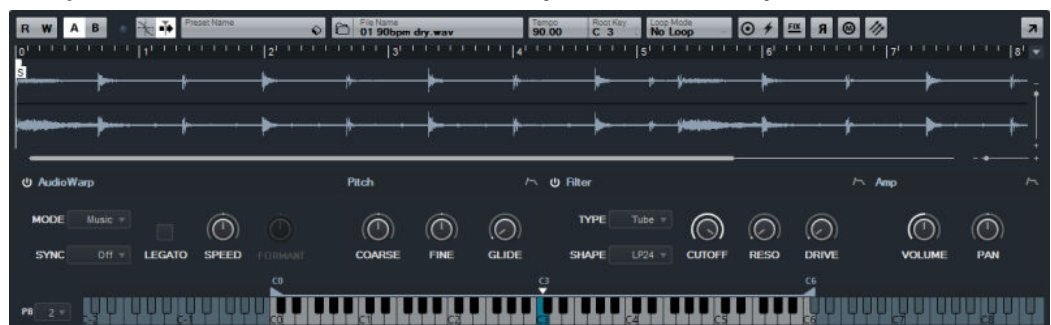 R W A B Preset Name File Name 01 90bpm dry.wav Tempo 90.00 Root Key C 3 Loop Mode No Loop FIX R M
0 1 2 3 4 5 6 7 8
S
AudioWarp Pitch Filter Amp
MODE Music TYPE Tube
SYNC Off LEGATO SPEED FORMANT COARSE FINE GLIDE SHAPE LP24 CUTOFF RESO DRIVE VOLUME PAN
C0 C3 C6
PB 2 C-2 C-1 C0 C1 C2 C3 C4 C5 C6 C7 C8